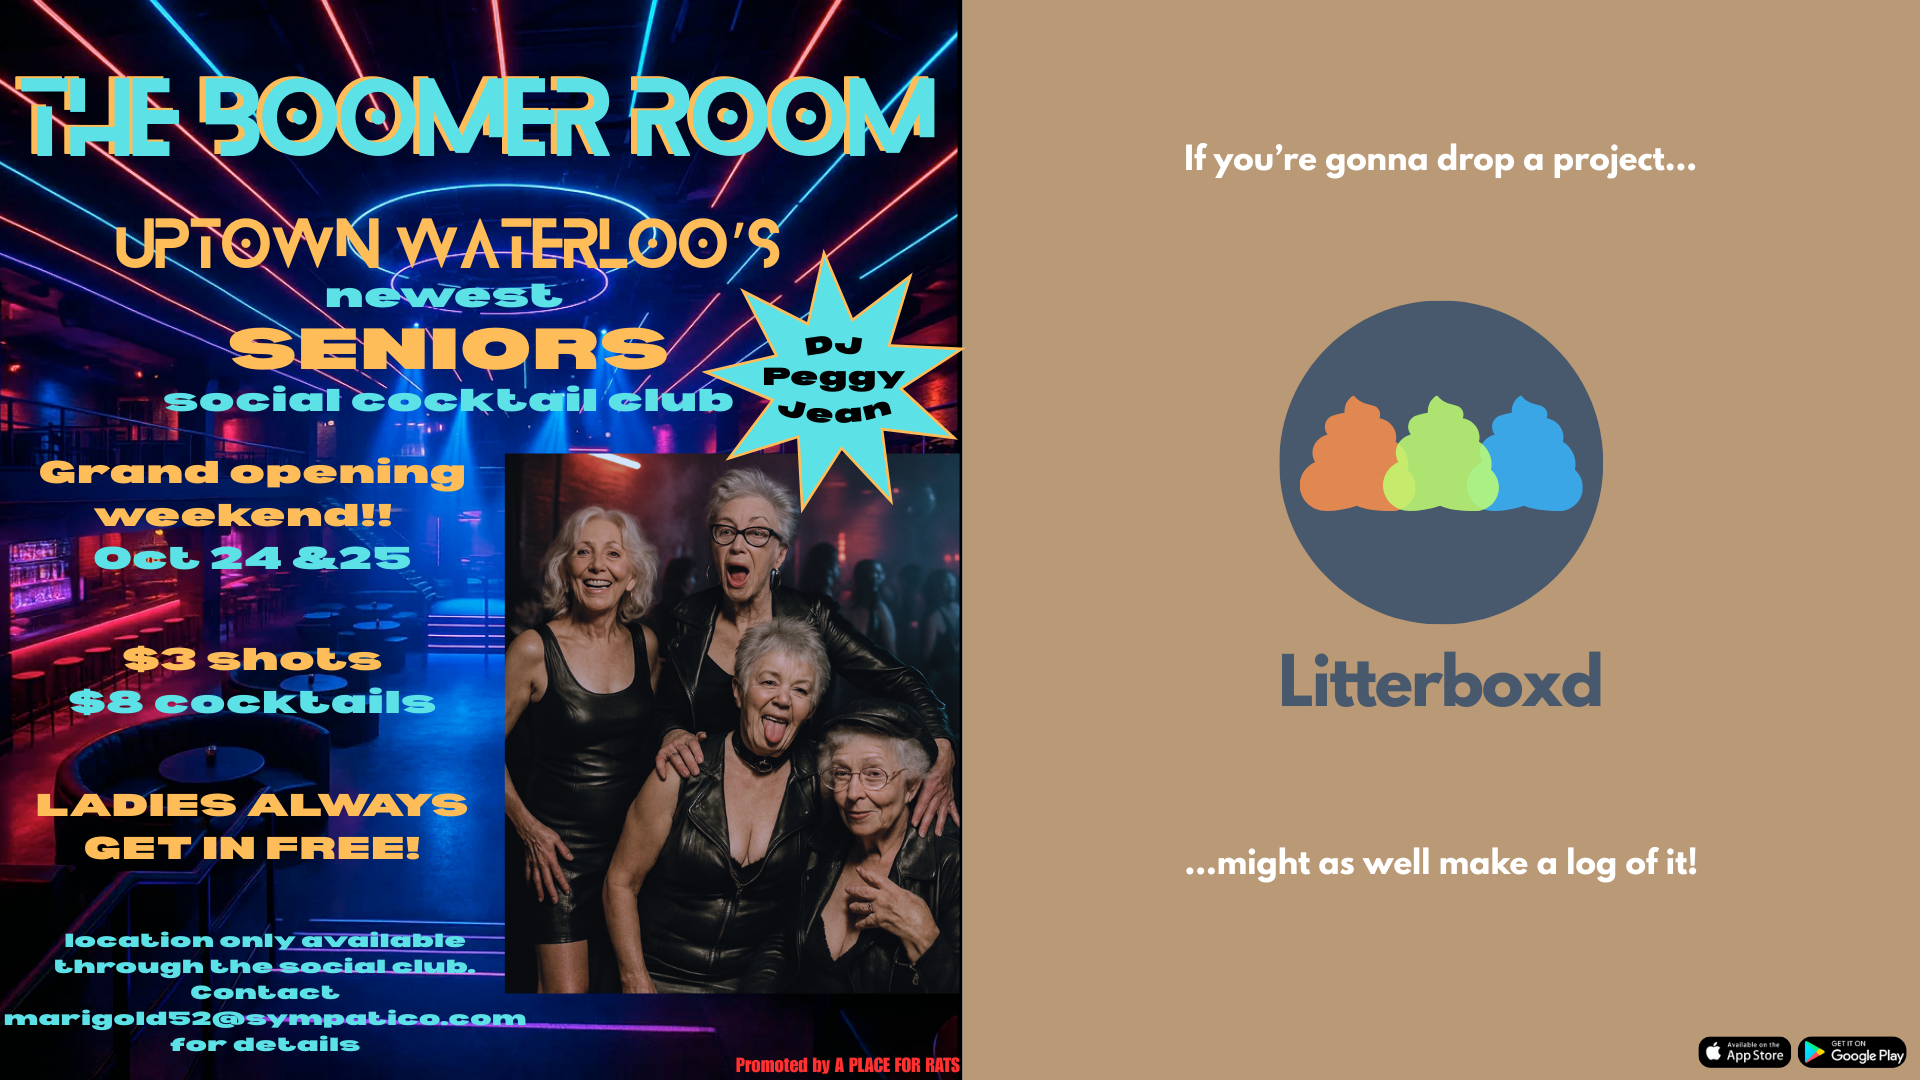 THE BOOMER ROOM
UPTOWN WATERLOO'S
newest
SENIORS
social cocktail club
DJ
Peggy
Jean
Grand opening
weekend!!
Oct 24 &25
$3 shots
$8 cocktails
LADIES ALWAYS
GET IN FREE!
location only available
through the social club.
Contact
marigold52@sympatico.com
for details
Promoted by A PLACE FOR RATS
If you're gonna drop a project...
Litterboxd
...might as well make a log of it!
Available on the
App Store
GET IT ON
Google Play